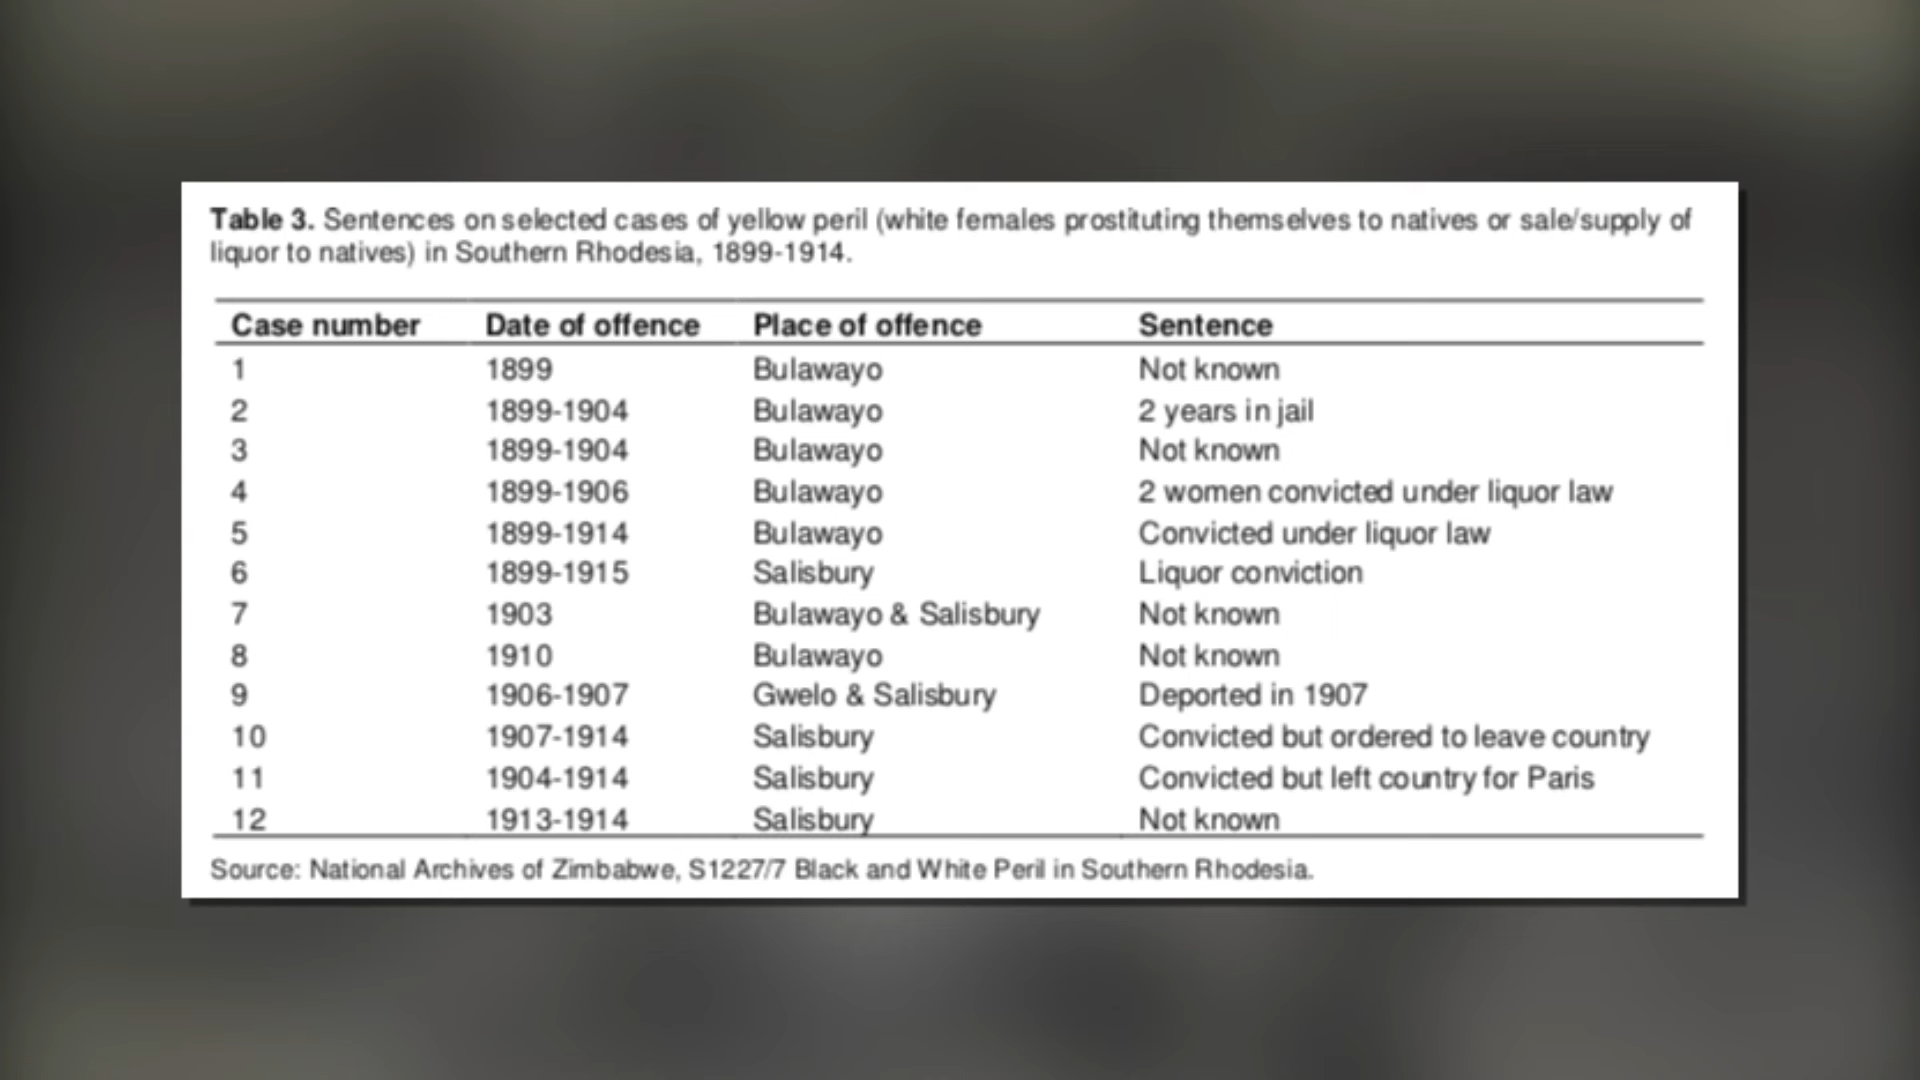 Table 3. Sentences on selected cases of yellow peril (white females prostituting themselves to natives or sale/supply of
liquor to natives) in Southern Rhodesia, 1899-1914.
Case number Date of offence Place of offence Sentence
1 1899 Bulawayo Not known
2 1899-1904 Bulawayo 2 years in jail
3 1899-1904 Bulawayo Not known
4 1899-1906 Bulawayo 2 women convicted under liquor law
5 1899-1914 Bulawayo Convicted under liquor law
6 1899-1915 Salisbury Liquor conviction
7 1903 Bulawayo & Salisbury Not known
8 1910 Bulawayo Not known
9 1906-1907 Gwelo & Salisbury Deported in 1907
10 1907-1914 Salisbury Convicted but ordered to leave country
11 1904-1914 Salisbury Convicted but left country for Paris
12 1913-1914 Salisbury Not known
Source: National Archives of Zimbabwe, S1227/7 Black and White Peril in Southern Rhodesia.